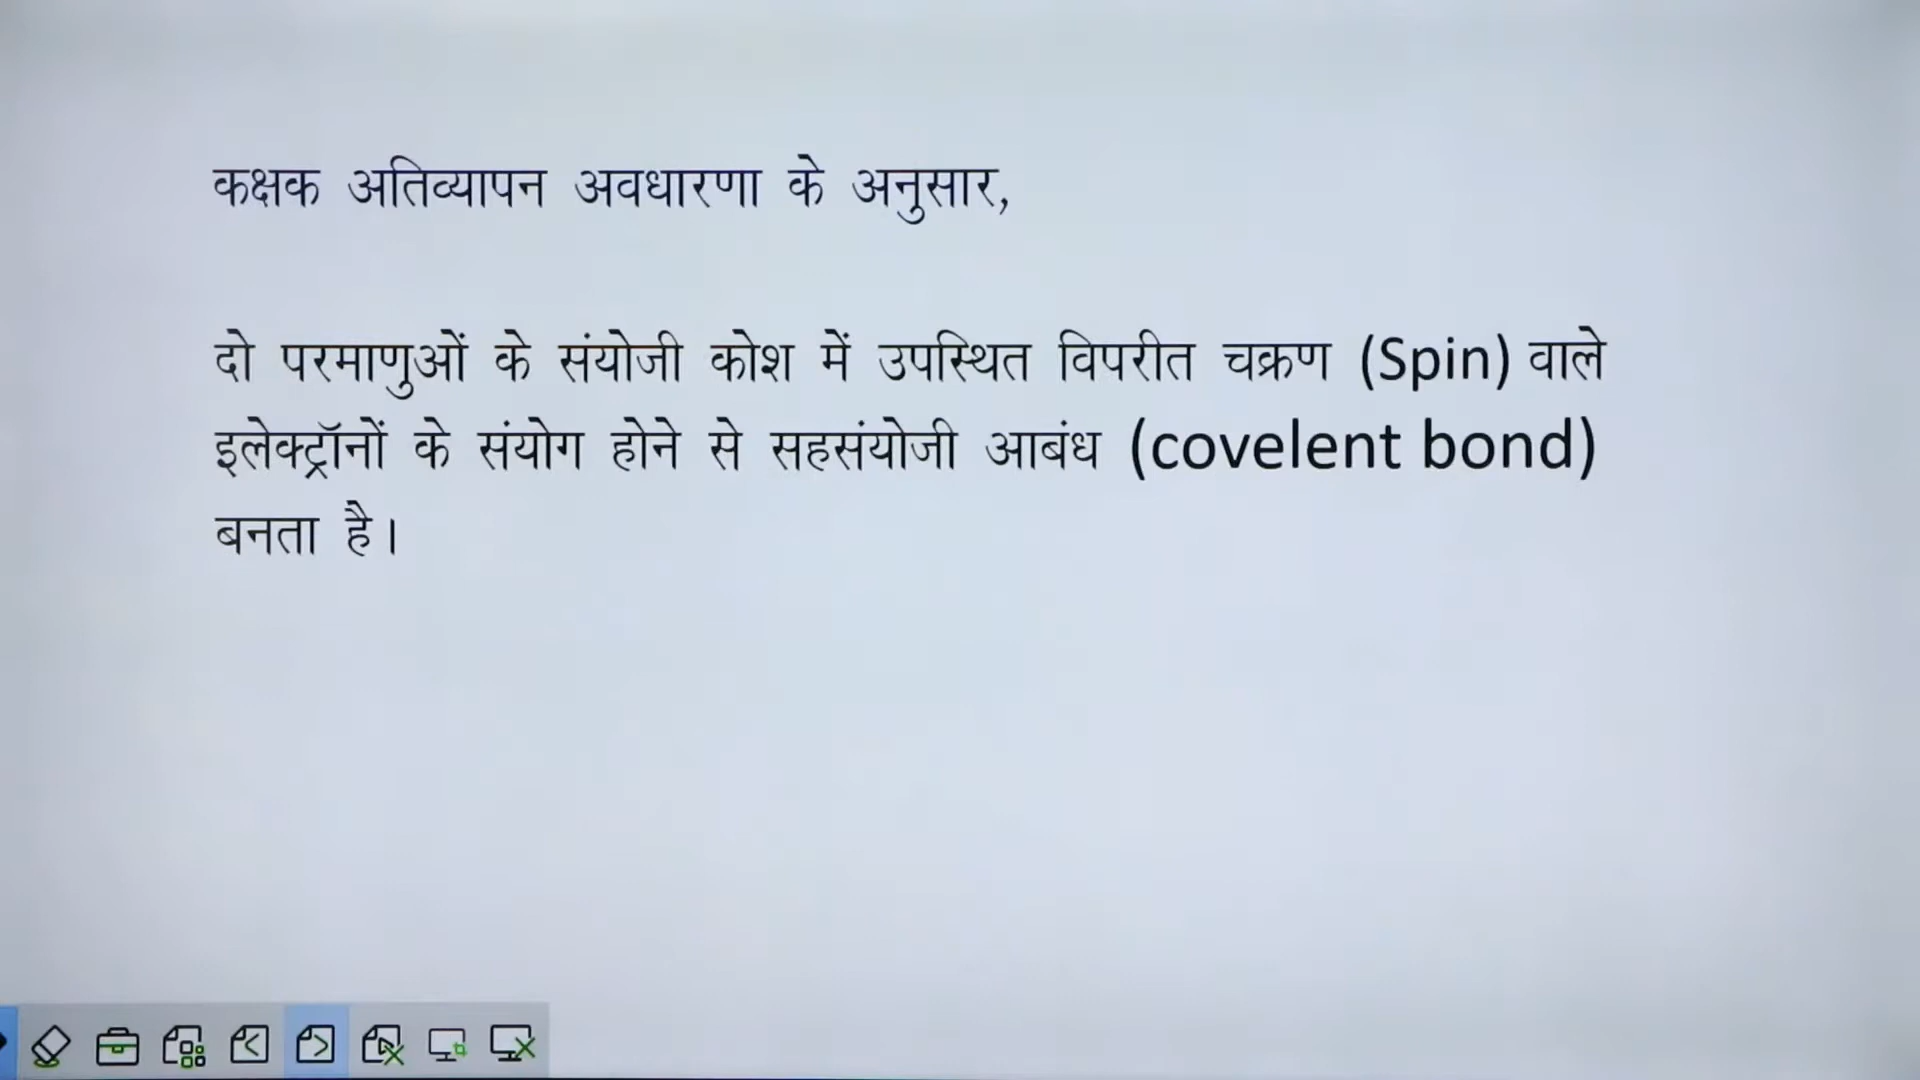 कक्षक अतिव्यापन अवधारणा के अनुसार,
दो परमाणुओं के संयोजी कोश में उपस्थित विपरीत चक्रण (Spin) वाले
इलेक्ट्रॉनों के संयोग होने से सहसंयोजी आबंध (covelent bond)
बनता है।